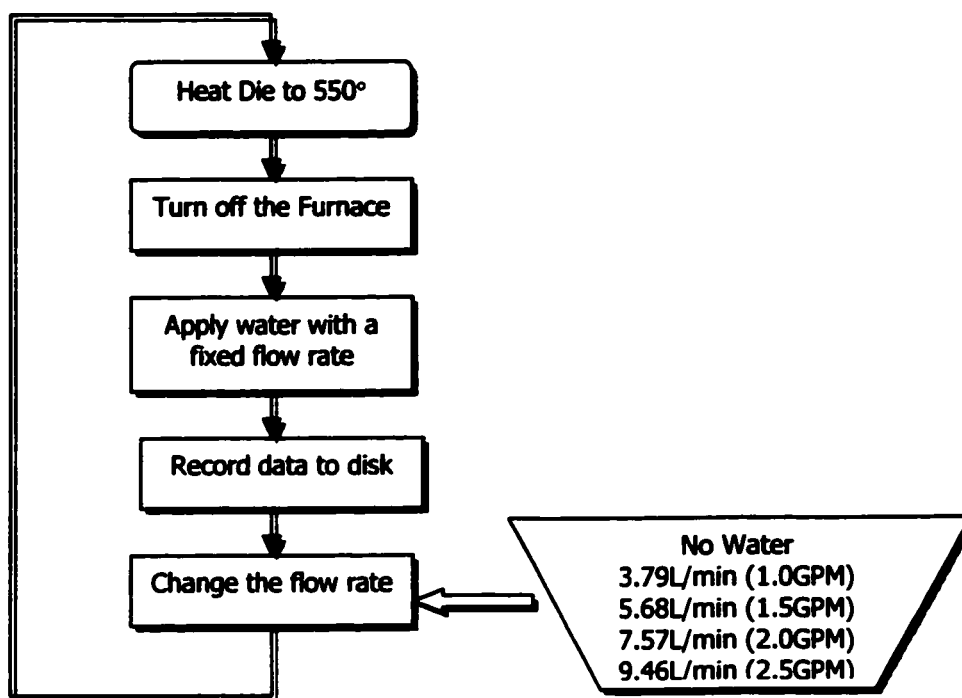 Heat Die to 550°
Turn off the Furnace
Apply water with a
fixed flow rate
Record data to disk
Change the flow rate
No Water
3.79L/min (1.0GPM)
5.68L/min (1.5GPM)
7.57L/min (2.0GPM)
9.46L/min (2.5GPM)